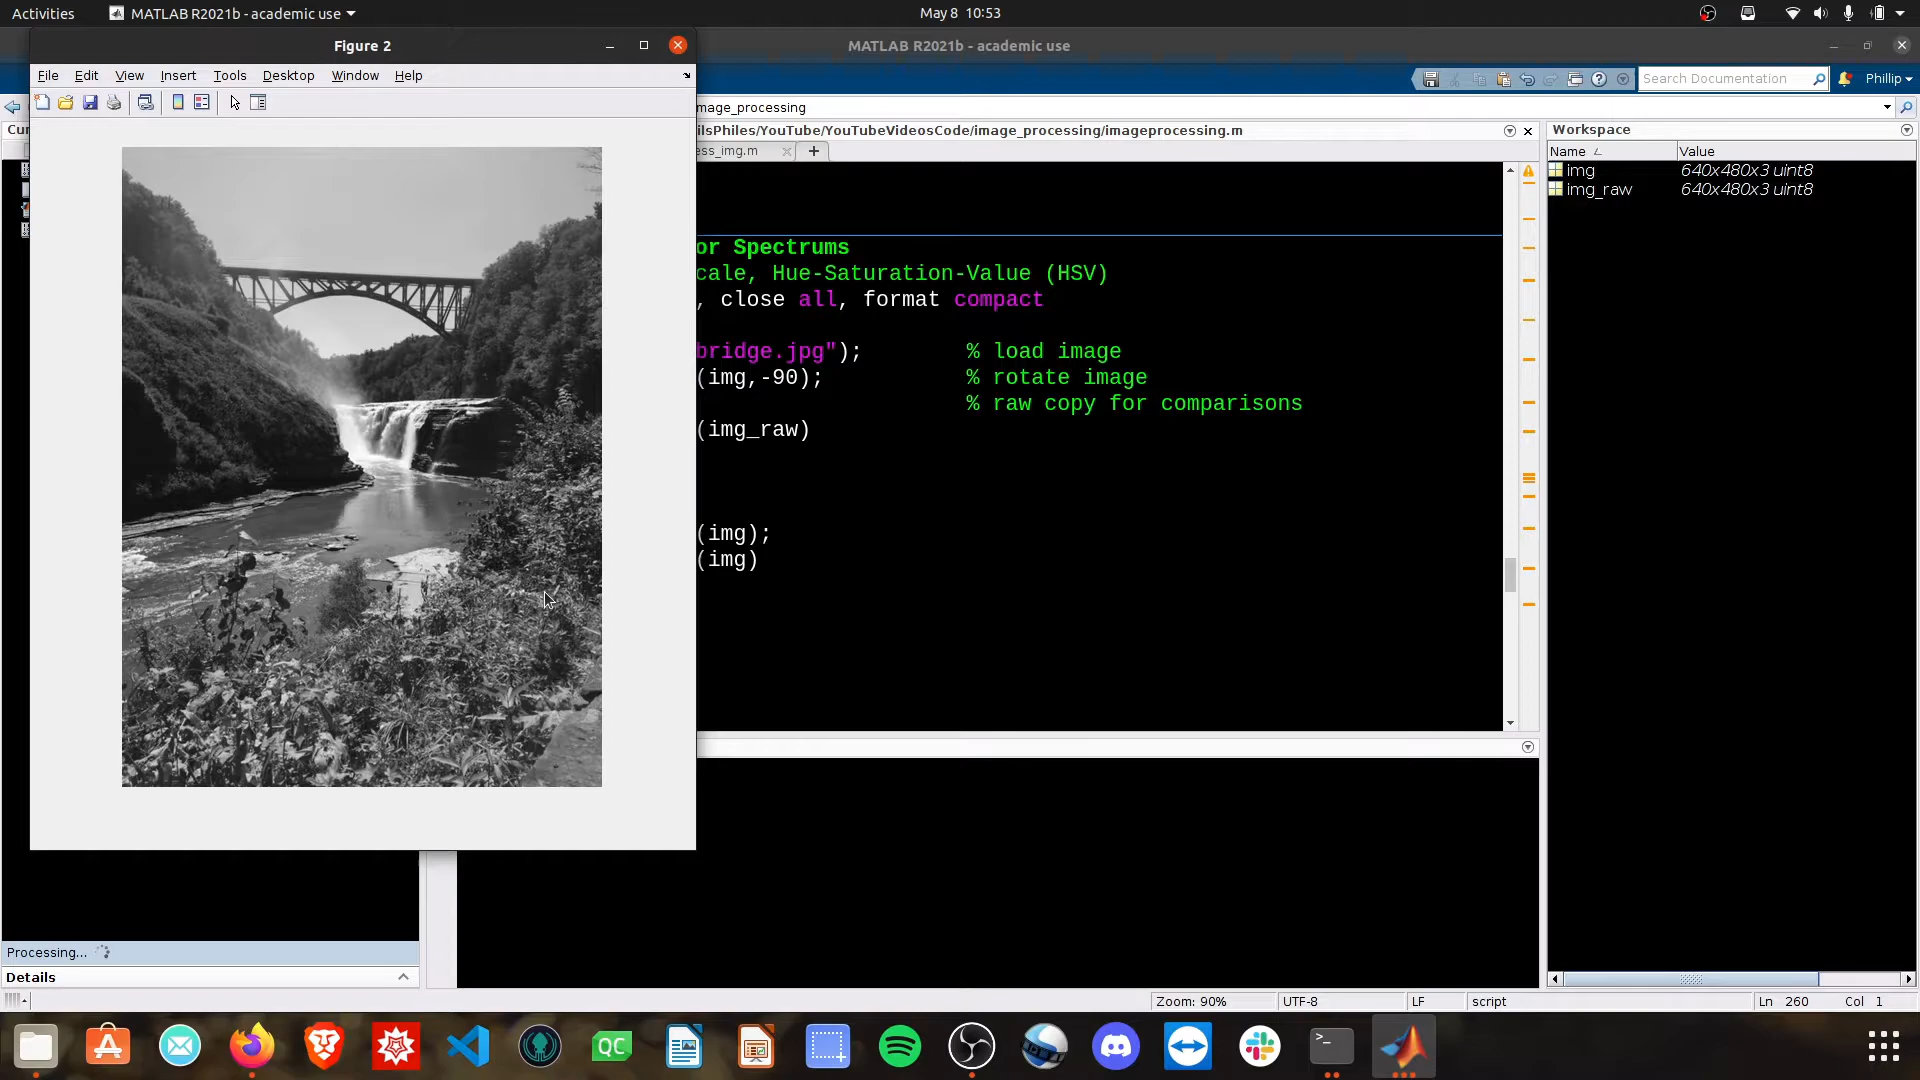 Activities
MATLAB R2021b - academic use
May 8 10:53
Figure 2
MATLAB R2021b - academic use
File Edit View Insert Tools Desktop Window Help
Search Documentation
Phillip
mage_processing
Cur
ilsPhiles/YouTube/YouTubeVideosCode/image_processing/imageprocessing.m
ess_img.m
+
Workspace
Name Value
img 640x480x3 uint8
img_raw 640x480x3 uint8
or Spectrums
cale, Hue-Saturation-Value (HSV)
, close all, format compact
bridge.jpg"); % load image
(img,-90); % rotate image
% raw copy for comparisons
(img_raw)
(img);
(img)
Processing...
Details
Zoom: 90% UTF-8 LF script Ln 260 Col 1
QC